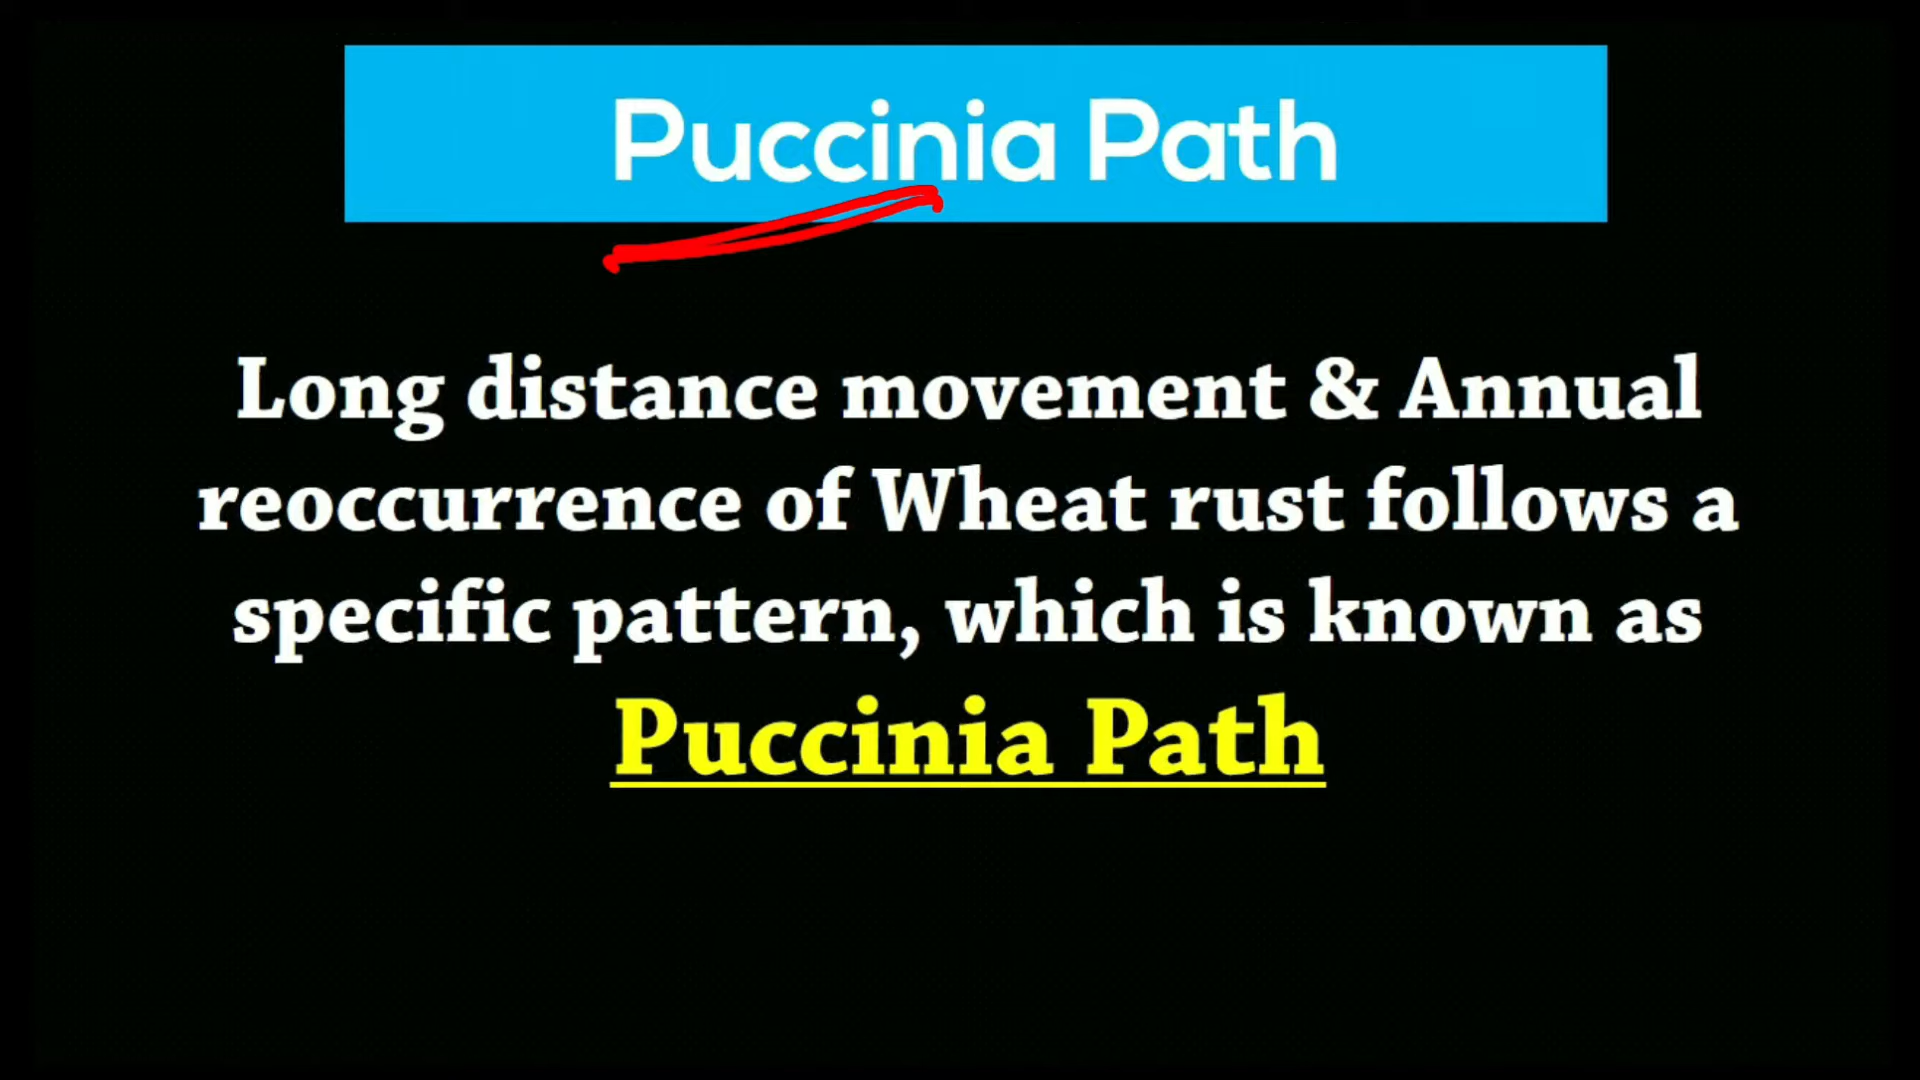 Puccinia Path
Long distance movement & Annual
reoccurrence of Wheat rust follows a
specific pattern, which is known as
Puccinia Path